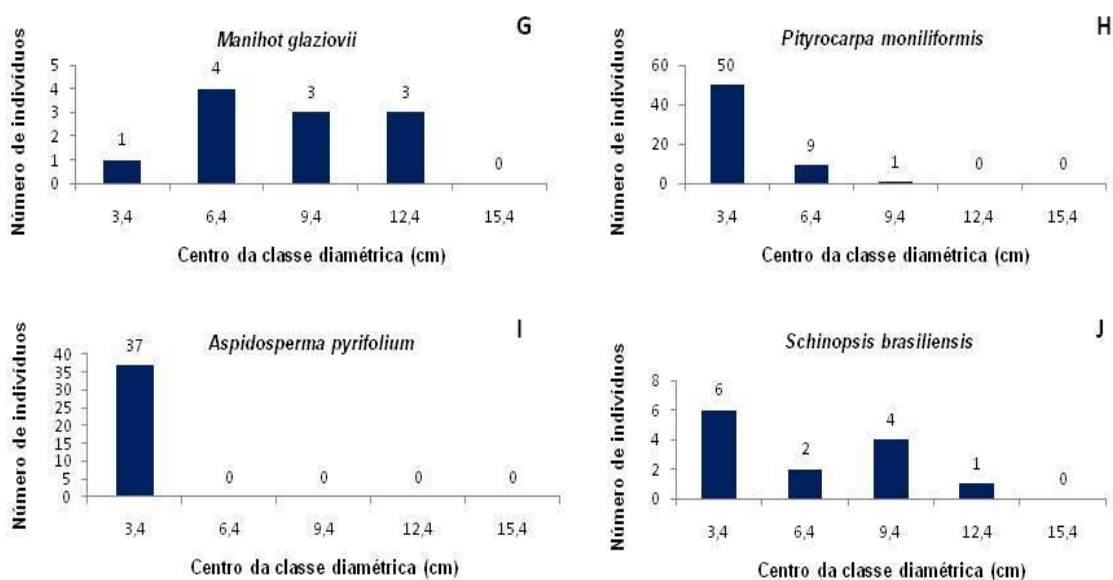 G
Manihot glaziovii
Número de indivíduos
5
4
3
2
1
0
1
4
3
3
0
3,4 6,4 9,4 12,4 15,4
Centro da classe diamétrica (cm)
H
Pityrocarpa moniliformis
Número de indivíduos
60
40
20
0
50
9
1
0
0
3,4 6,4 9,4 12,4 15,4
Centro da classe diamétrica (cm)
I
Aspidosperma pyrifolium
Número de indivíduos
40
35
30
25
20
15
10
5
0
37
0
0
0
0
3,4 6,4 9,4 12,4 15,4
Centro da classe diamétrica (cm)
J
Schinopsis brasiliensis
Número de indivíduos
8
6
4
2
0
6
2
4
1
0
3,4 6,4 9,4 12,4 15,4
Centro da classe diamétrica (cm)